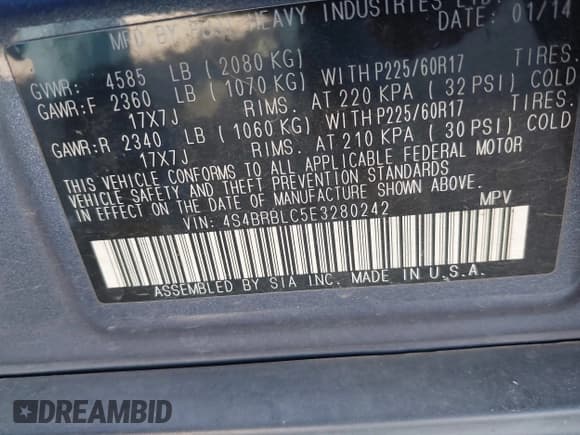 MFD BY HEAVY INDUSTRIES LTD.
DATE: 01/14
GVWR: 4585 LB ( 2080 KG)
GAWR:F 2360 LB ( 1070 KG) WITH P225/60R17 TIRES:
17X7J RIMS. AT 220 KPA ( 32 PSI) COLD
GAWR:R 2340 LB ( 1060 KG) WITH P225/60R17 TIRES:
17X7J RIMS. AT 210 KPA ( 30 PSI) COLD
THIS VEHICLE CONFORMS TO ALL APPLICABLE FEDERAL MOTOR
VEHICLE SAFETY AND THEFT PREVENTION STANDARDS
IN EFFECT ON THE DATE OF MANUFACTURE SHOWN ABOVE.
VIN: 4S4BRBLC5E3280242 MPV
ASSEMBLED BY SIA INC. MADE IN U.S.A.
DREAMBID